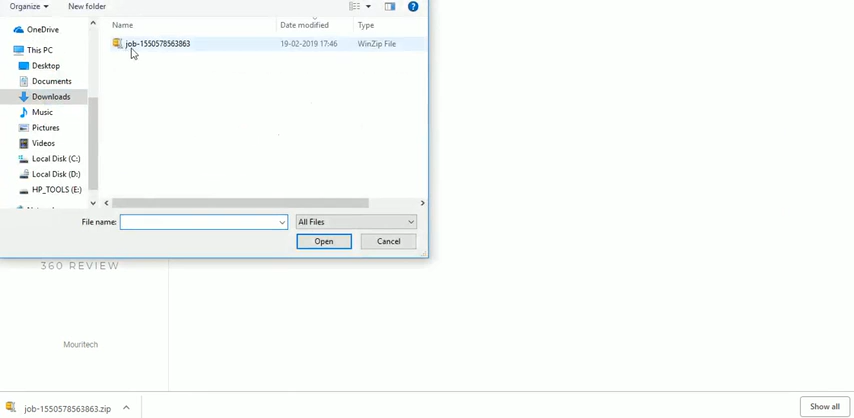 Organize New folder
Name Date modified Type
OneDrive
job-1550578563863 19-02-2019 17:46 WinZip File
This PC
Desktop
Documents
Downloads
Music
Pictures
Videos
Local Disk (C:)
Local Disk (D:)
HP_TOOLS (E:)
File name: All Files
Open Cancel
360 REVIEW
Mouritech
job-1550578563863.zip Show all